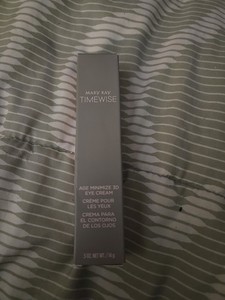 MARY KAY
TIMEWISE
AGE MINIMIZE 3D
EYE CREAM
CRÈME POUR
LES YEUX
CREMA PARA
EL CONTORNO
DE LOS OJOS